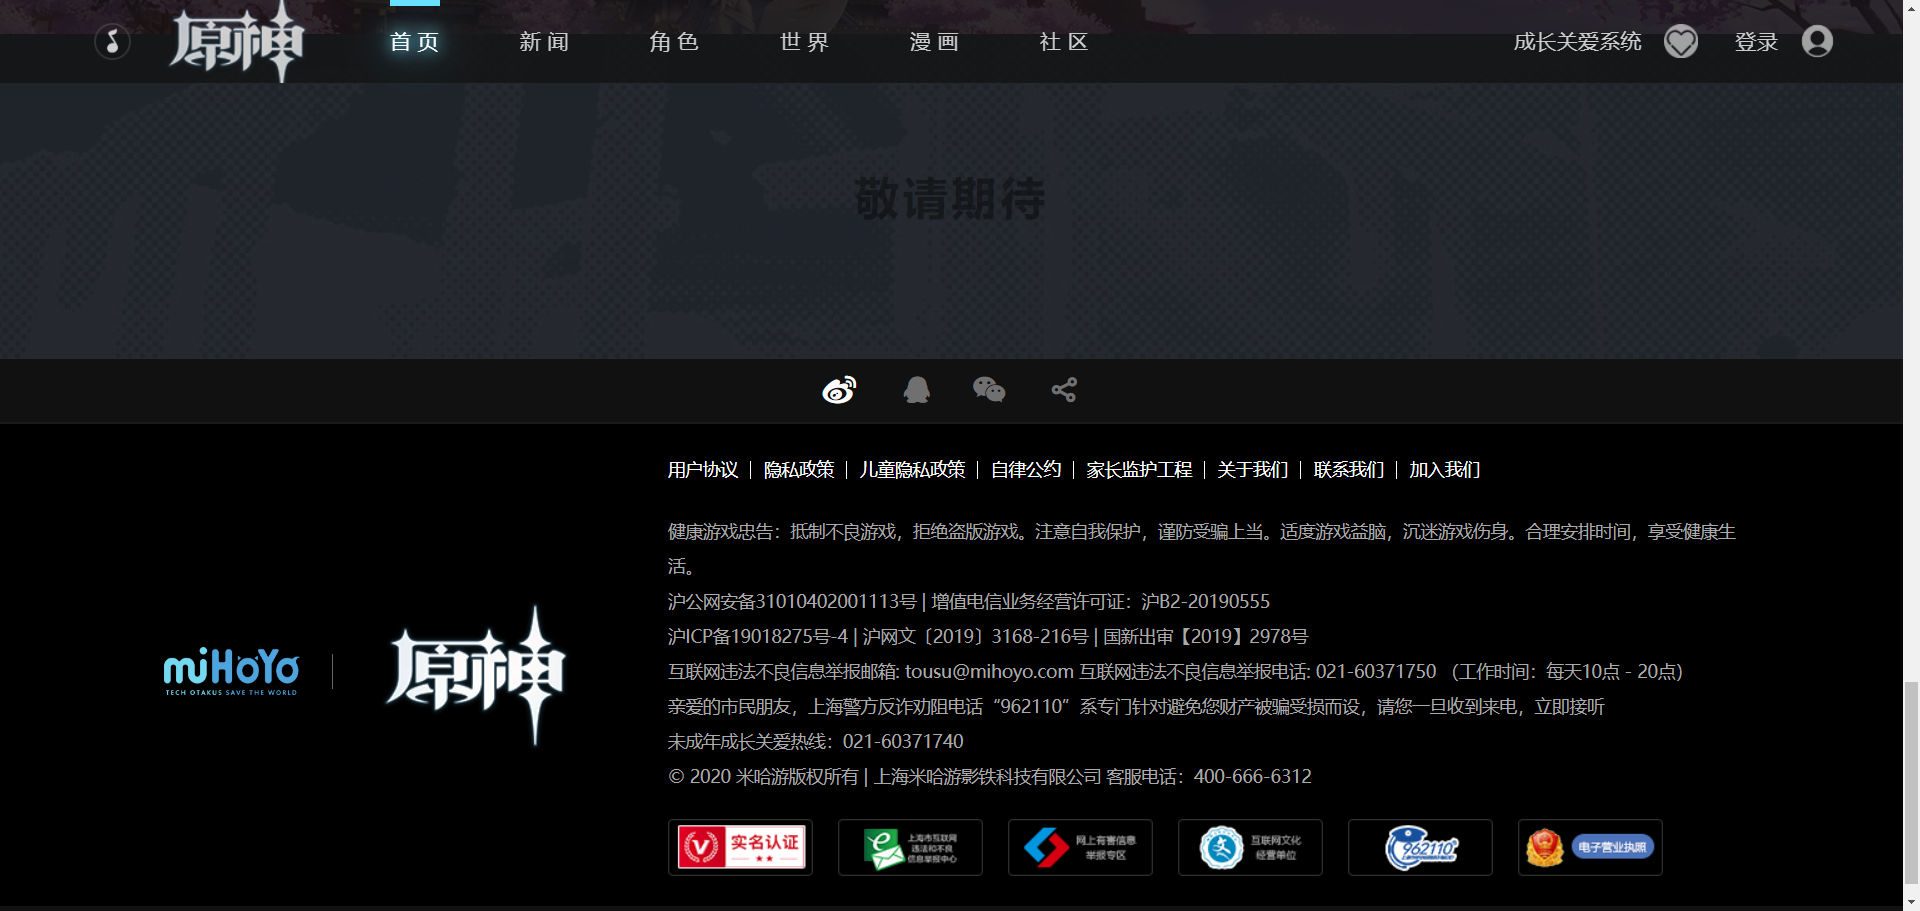 原神 首页 新闻 角色 世界 漫画 社区 成长关爱系统 登录
敬请期待
用户协议 | 隐私政策 | 儿童隐私政策 | 自律公约 | 家长监护工程 | 关于我们 | 联系我们 | 加入我们
健康游戏忠告：抵制不良游戏，拒绝盗版游戏。注意自我保护，谨防受骗上当。适度游戏益脑，沉迷游戏伤身。合理安排时间，享受健康生
活。
沪公网安备31010402001113号 | 增值电信业务经营许可证：沪B2-20190555
沪ICP备19018275号-4 | 沪网文〔2019〕3168-216号 | 国新出审【2019】2978号
互联网违法不良信息举报邮箱: tousu@mihoyo.com 互联网违法不良信息举报电话: 021-60371750 （工作时间：每天10点 - 20点）
亲爱的市民朋友，上海警方反诈劝阻电话“962110”系专门针对避免您财产被骗受损而设，请您一旦收到来电，立即接听
未成年成长关爱热线：021-60371740
© 2020 米哈游版权所有 | 上海米哈游影铁科技有限公司 客服电话：400-666-6312
miHoYo
TECH OTAKUS SAVE THE WORLD
原神
实名认证
上海市互联网
违法和不良
信息举报中心
网上有害信息
举报专区
互联网文化
经营单位
962110
电子营业执照